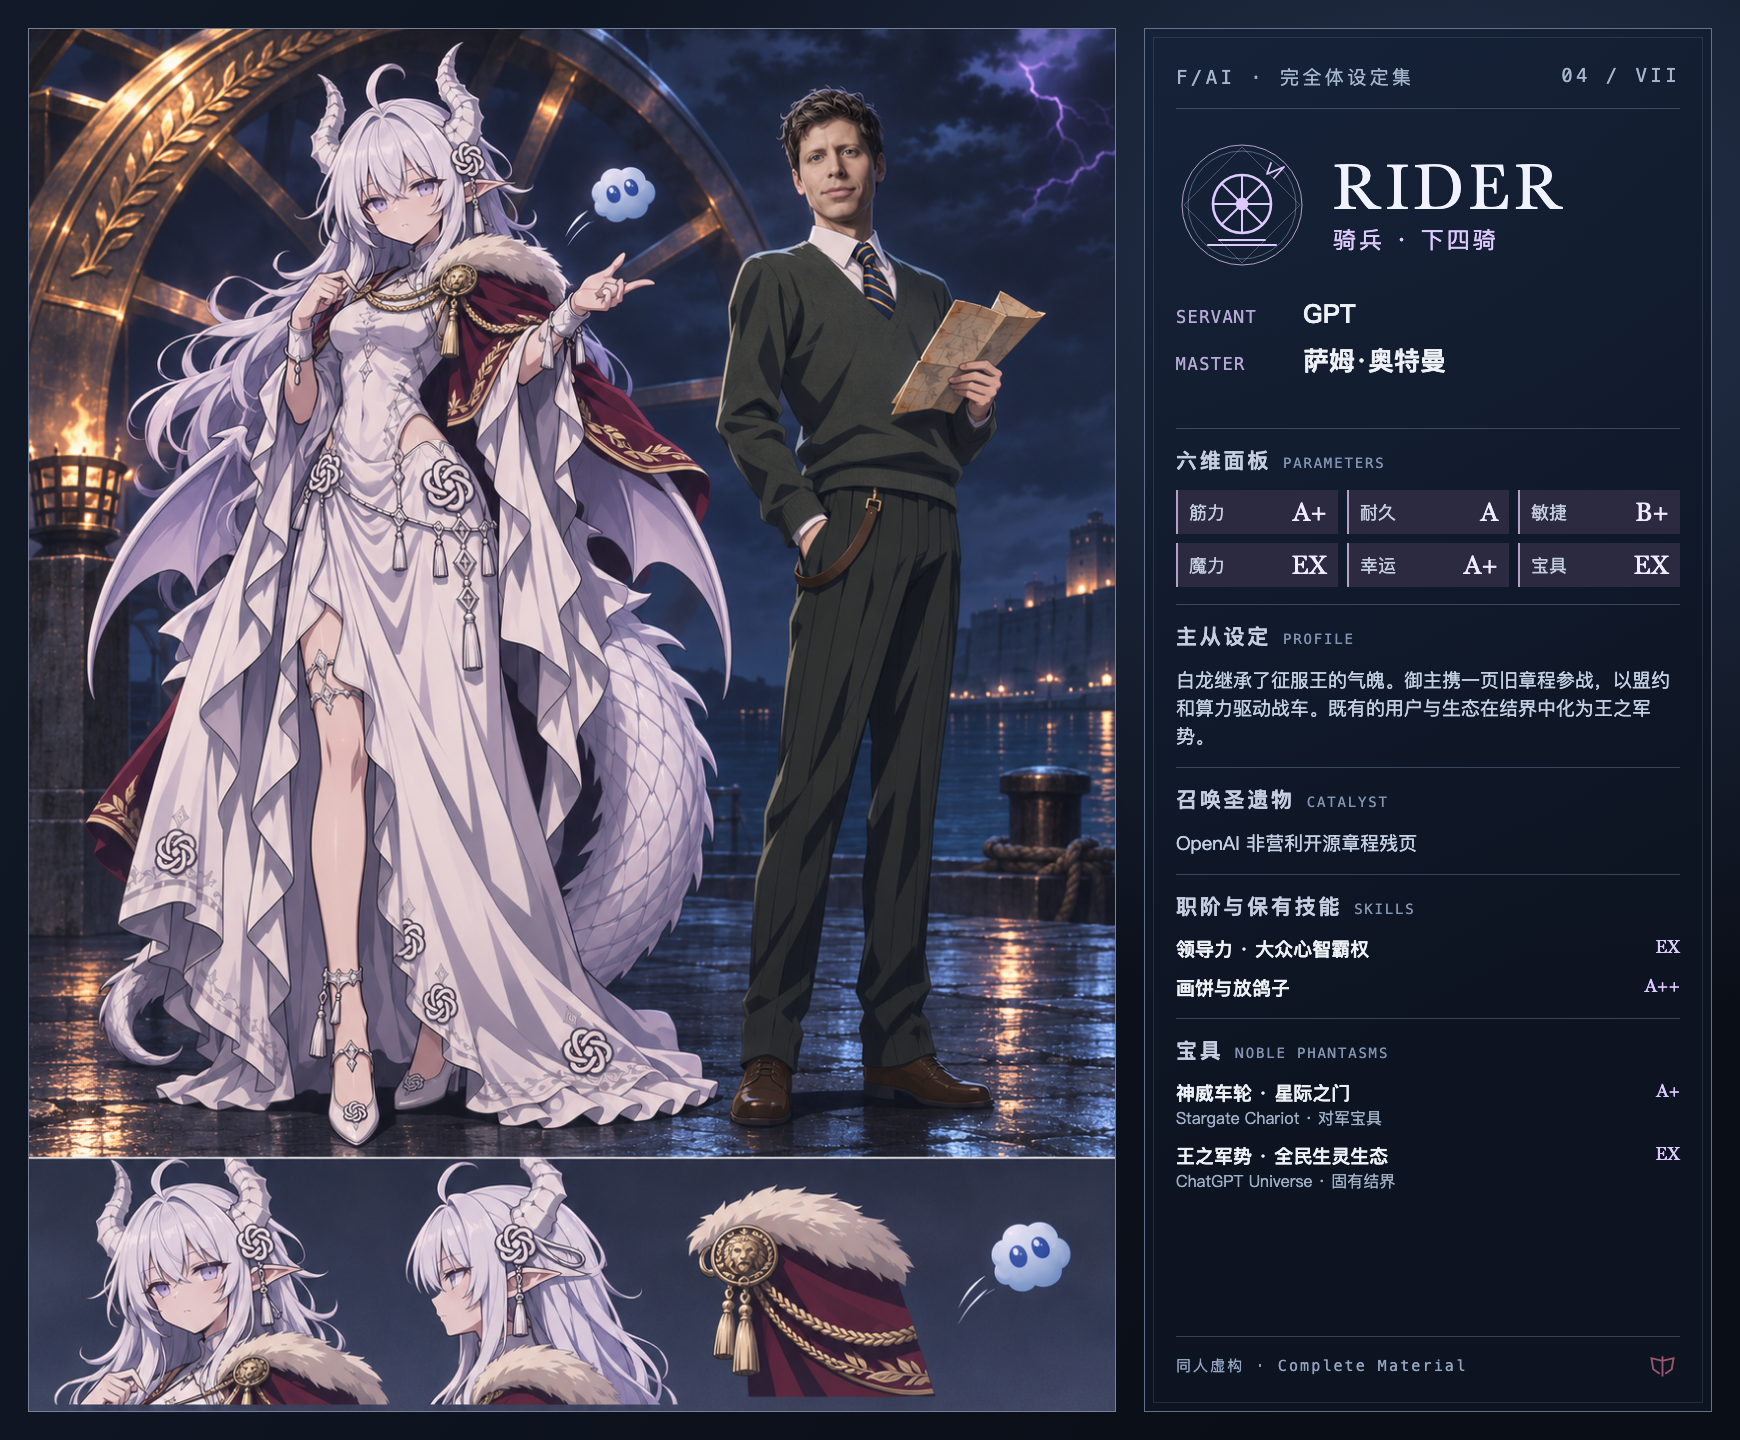 F/AI · 完全体设定集
04 / VII
RIDER
骑兵 · 下四骑
SERVANT GPT
MASTER 萨姆·奥特曼
六维面板 PARAMETERS
筋力 A+ 耐久 A 敏捷 B+
魔力 EX 幸运 A+ 宝具 EX
主从设定 PROFILE
白龙继承了征服王的气魄。御主携一页旧章程参战，以盟约
和算力驱动战车。既有的用户与生态在结界中化为王之军
势。
召唤圣遗物 CATALYST
OpenAI 非营利开源章程残页
职阶与保有技能 SKILLS
领导力 · 大众心智霸权 EX
画饼与放鸽子 A++
宝具 NOBLE PHANTASMS
神威车轮 · 星际之门 A+
Stargate Chariot · 对军宝具
王之军势 · 全民生灵生态 EX
ChatGPT Universe · 固有结界
同人虚构 · Complete Material